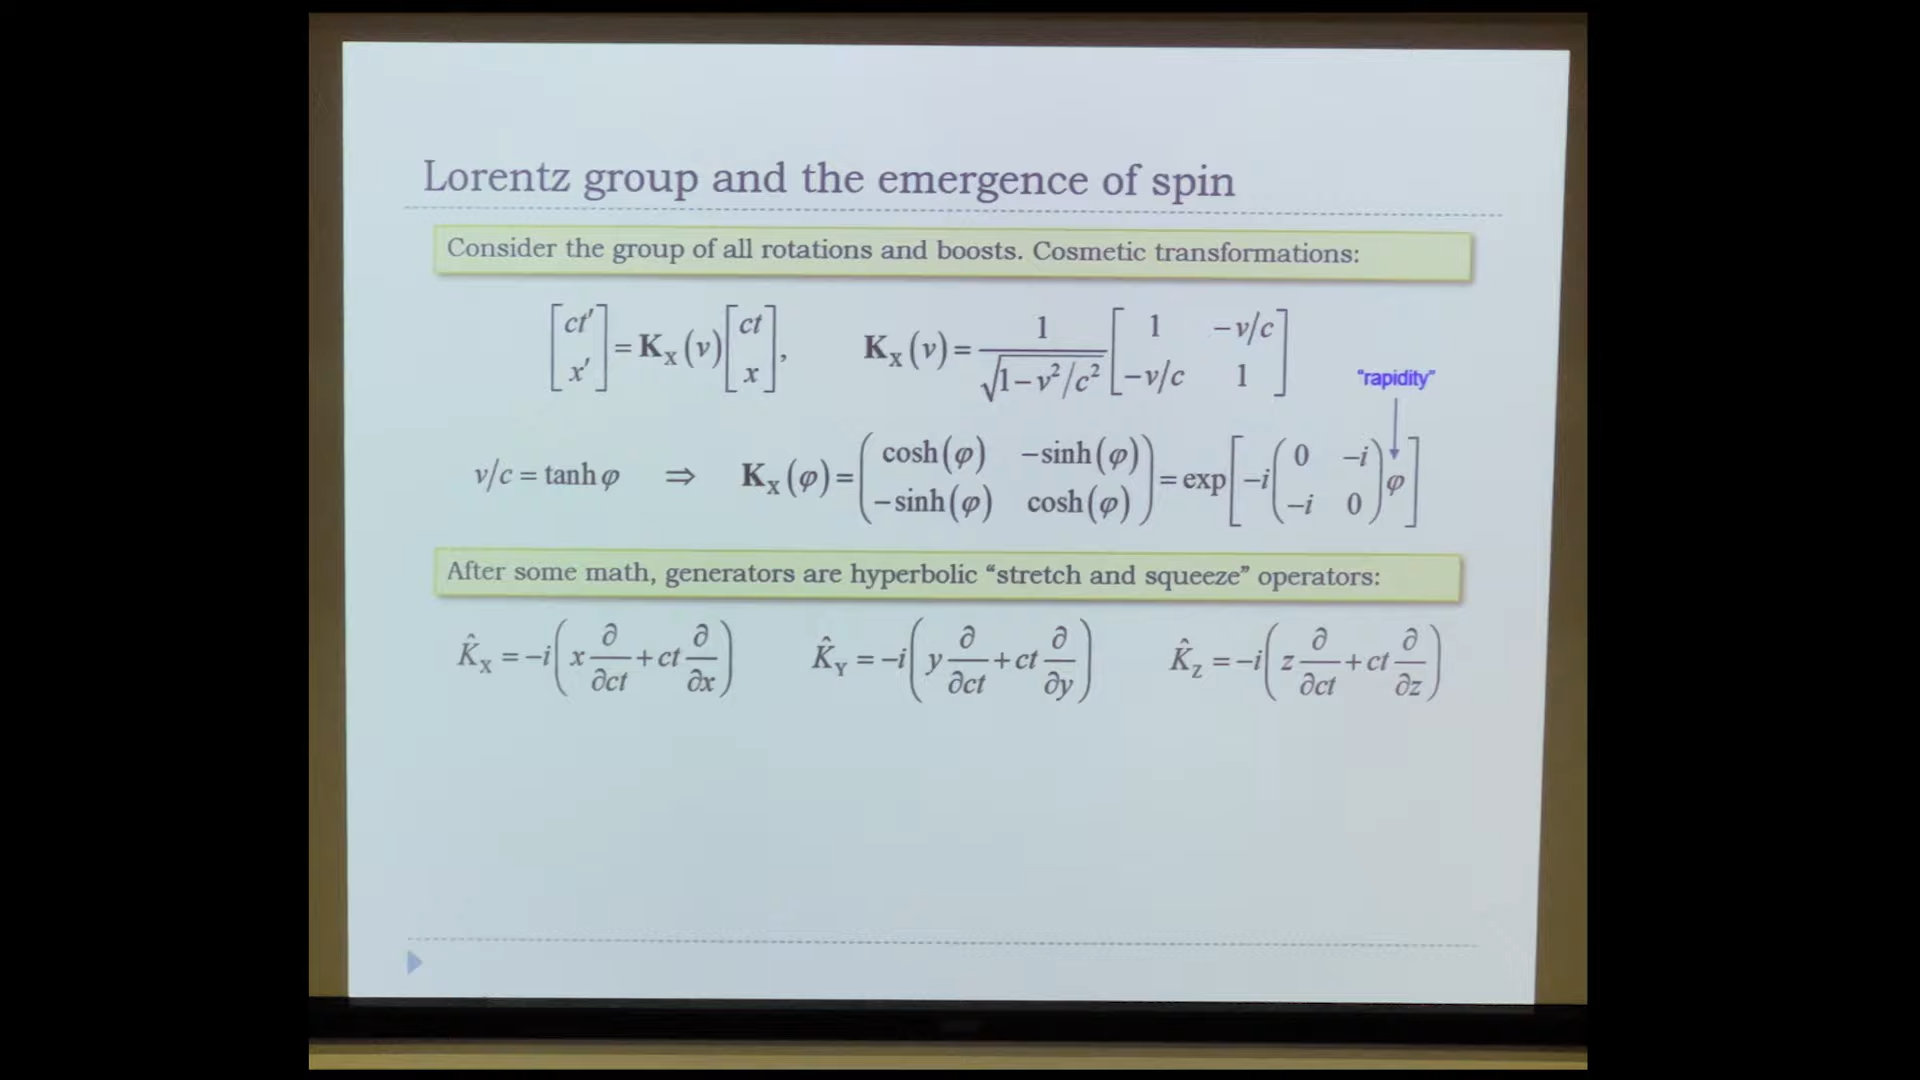 Lorentz group and the emergence of spin
Consider the group of all rotations and boosts. Cosmetic transformations:
[ct′ x′] = K_X(v) [ct x], K_X(v) = 1/√(1−v²/c²) [1 −v/c −v/c 1]
"rapidity"
v/c = tanh φ ⇒ K_X(φ) = (cosh(φ) −sinh(φ) −sinh(φ) cosh(φ)) = exp[−i(0 −i −i 0)φ]
After some math, generators are hyperbolic “stretch and squeeze” operators:
K̂_X = −i(x ∂/∂ct + ct ∂/∂x) K̂_Y = −i(y ∂/∂ct + ct ∂/∂y) K̂_Z = −i(z ∂/∂ct + ct ∂/∂z)